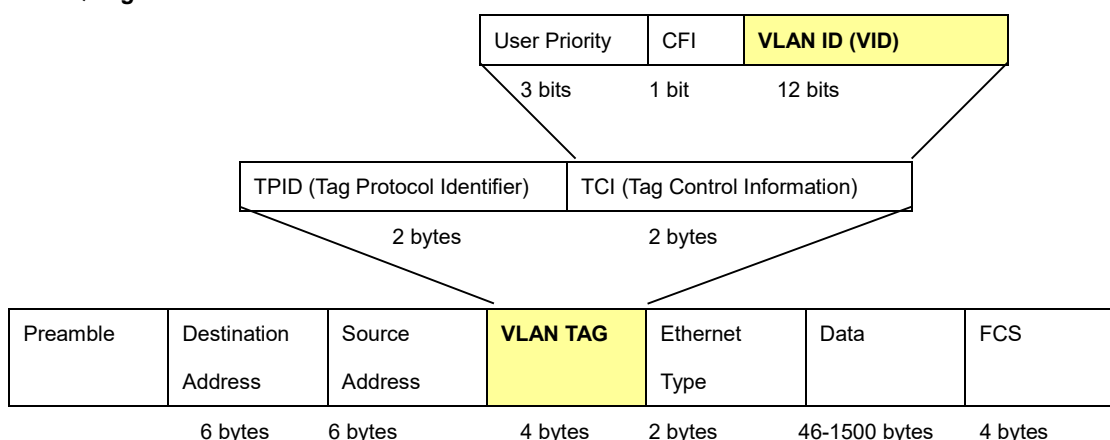 User Priority CFI VLAN ID (VID)
3 bits 1 bit 12 bits
TPID (Tag Protocol Identifier) TCI (Tag Control Information)
2 bytes 2 bytes
Preamble Destination Source VLAN TAG Ethernet Data FCS
Address Address Type
6 bytes 6 bytes 4 bytes 2 bytes 46-1500 bytes 4 bytes